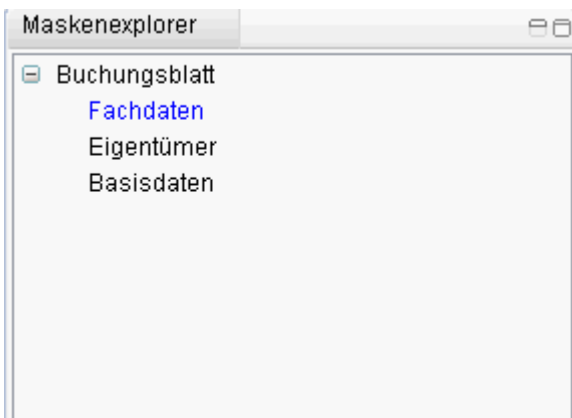 Maskenexplorer
Buchungsblatt
Fachdaten
Eigentümer
Basisdaten